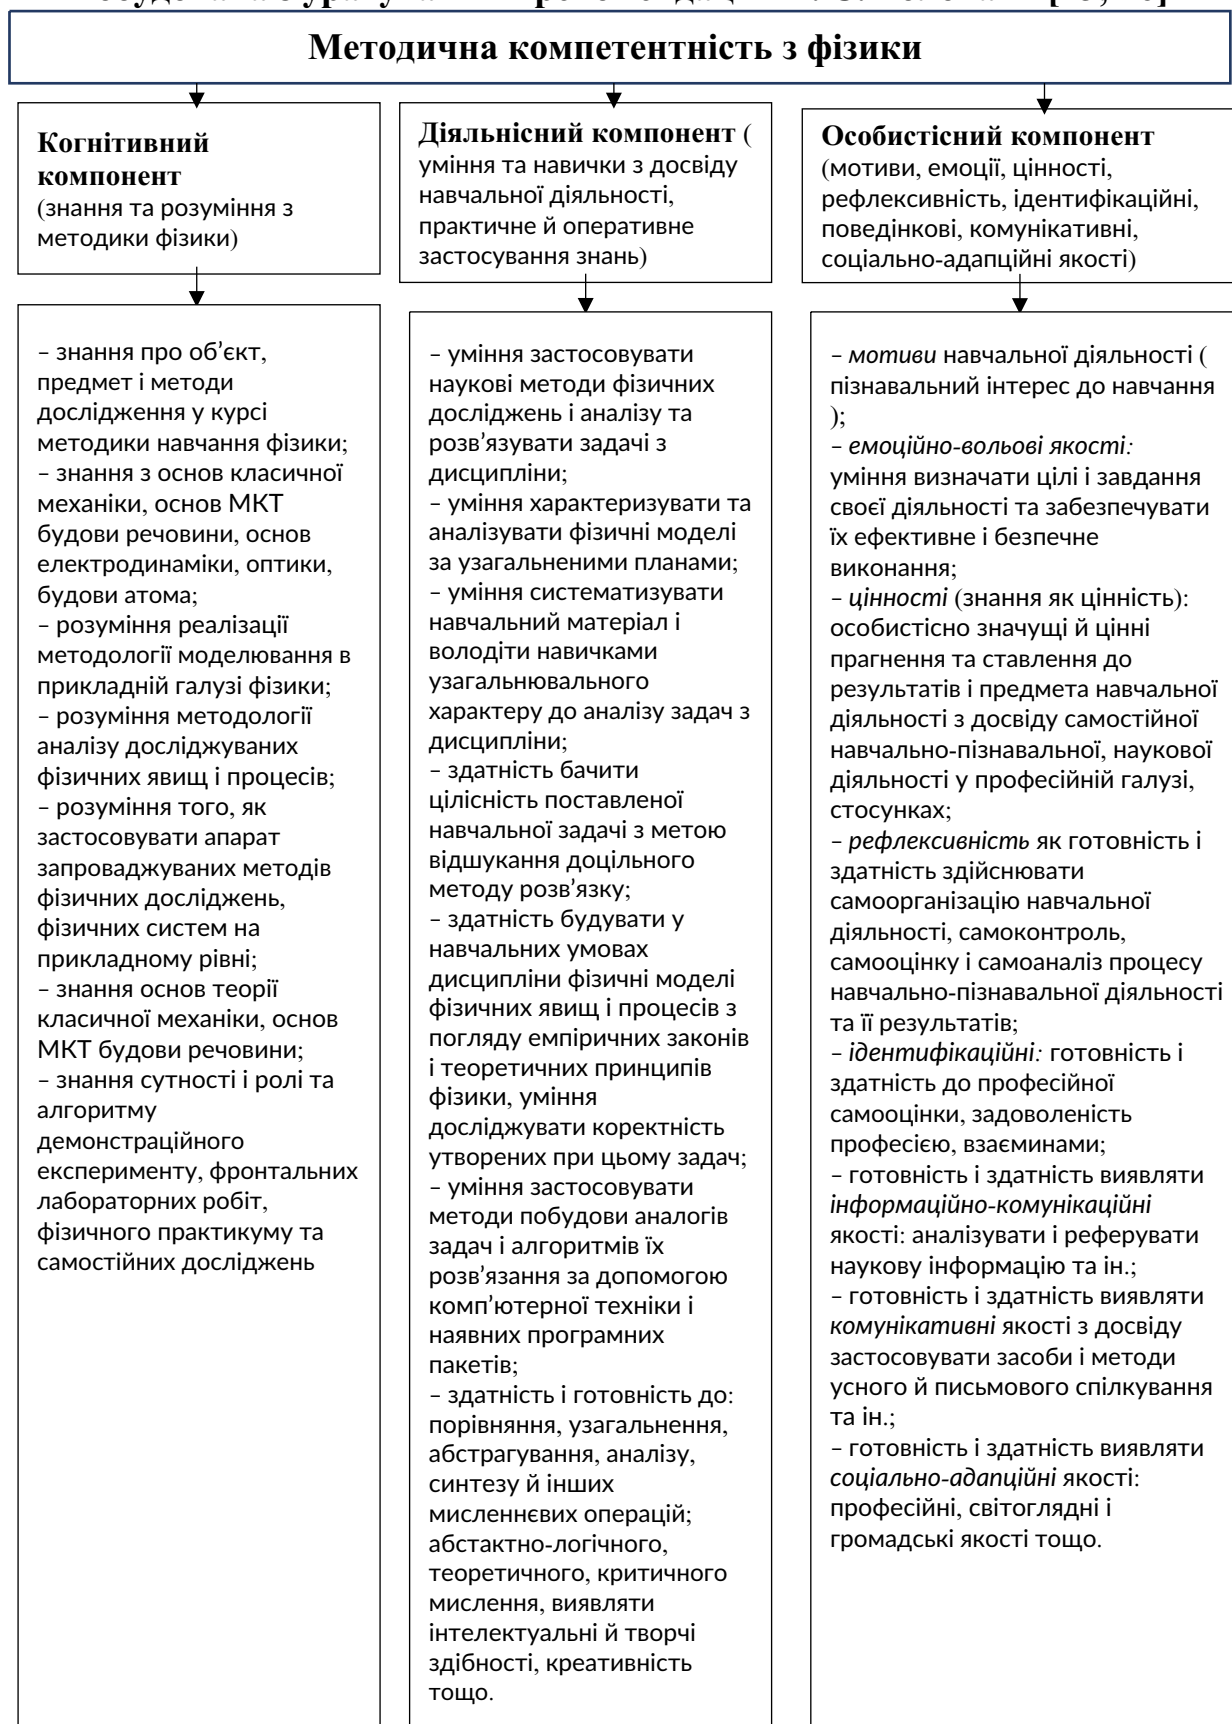 Методична компетентність з фізики
Когнітивний
компонент
(знання та розуміння з
методики фізики)
Діяльнісний компонент (
уміння та навички з досвіду
навчальної діяльності,
практичне й оперативне
застосування знань)
Особистісний компонент
(мотиви, емоції, цінності,
рефлексивність, ідентифікаційні,
поведінкові, комунікативні,
соціально-адапційні якості)
– знання про об’єкт,
предмет і методи
дослідження у курсі
методики навчання фізики;
– знання з основ класичної
механіки, основ МКТ
будови речовини, основ
електродинаміки, оптики,
будови атома;
– розуміння реалізації
методології моделювання в
прикладній галузі фізики;
– розуміння методології
аналізу досліджуваних
фізичних явищ і процесів;
– розуміння того, як
застосовувати апарат
запроваджуваних методів
фізичних досліджень,
фізичних систем на
прикладному рівні;
– знання основ теорії
класичної механіки, основ
МКТ будови речовини;
– знання сутності і ролі та
алгоритму
демонстраційного
експерименту, фронтальних
лабораторних робіт,
фізичного практикуму та
самостійних досліджень
– уміння застосовувати
наукові методи фізичних
досліджень і аналізу та
розв’язувати задачі з
дисципліни;
– уміння характеризувати та
аналізувати фізичні моделі
за узагальненими планами;
– уміння систематизувати
навчальний матеріал і
володіти навичками
узагальнювального
характеру до аналізу задач з
дисципліни;
– здатність бачити
цілісність поставленої
навчальної задачі з метою
відшукання доцільного
методу розв’язку;
– здатність будувати у
навчальних умовах
дисципліни фізичні моделі
фізичних явищ і процесів з
погляду емпіричних законів
і теоретичних принципів
фізики, уміння
досліджувати коректність
утворених при цьому задач;
– уміння застосовувати
методи побудови аналогів
задач і алгоритмів їх
розв’язання за допомогою
комп’ютерної техніки і
наявних програмних
пакетів;
– здатність і готовність до:
порівняння, узагальнення,
абстрагування, аналізу,
синтезу й інших
мисленнєвих операцій;
абстактно-логічного,
теоретичного, критичного
мислення, виявляти
інтелектуальні й творчі
здібності, креативність
тощо.
– мотиви навчальної діяльності (
пізнавальний інтерес до навчання
);
– емоційно-вольові якості:
уміння визначати цілі і завдання
своєї діяльності та забезпечувати
їх ефективне і безпечне
виконання;
– цінності (знання як цінність):
особистісно значущі й цінні
прагнення та ставлення до
результатів і предмета навчальної
діяльності з досвіду самостійної
навчально-пізнавальної, наукової
діяльності у професійній галузі,
стосунках;
– рефлексивність як готовність і
здатність здійснювати
самоорганізацію навчальної
діяльності, самоконтроль,
самооцінку і самоаналіз процесу
навчально-пізнавальної діяльності
та її результатів;
– ідентифікаційні: готовність і
здатність до професійної
самооцінки, задоволеність
професією, взаєминами;
– готовність і здатність виявляти
інформаційно-комунікаційні
якості: аналізувати і реферувати
наукову інформацію та ін.;
– готовність і здатність виявляти
комунікативні якості з досвіду
застосовувати засоби і методи
усного й письмового спілкування
та ін.;
– готовність і здатність виявляти
соціально-адапційні якості:
професійні, світоглядні і
громадські якості тощо.